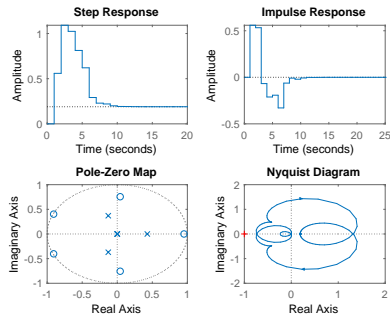 Step Response
Impulse Response
1
0.5
0
Amplitude
0 5 10 15 20
Time (seconds)
0.5
0
-0.5
Amplitude
0 5 10 15 20 25
Time (seconds)
Pole-Zero Map
Nyquist Diagram
1
0.5
0
-0.5
-1
Imaginary Axis
-1 -0.5 0 0.5 1
Real Axis
2
1
0
-1
-2
Imaginary Axis
-1 0 1 2
Real Axis